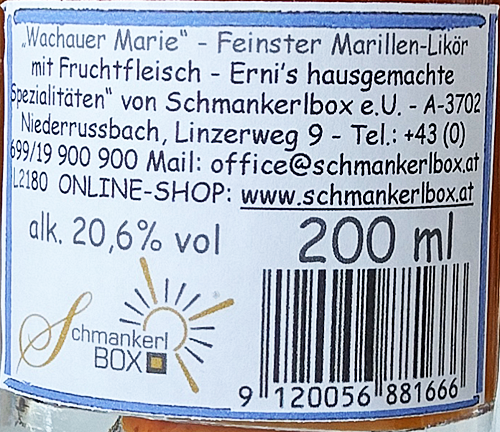 „Wachauer Marie“ - Feinster Marillen-Likör
mit Fruchtfleisch - Erni's hausgemachte
Spezialitäten“ von Schmankerlbox e.U. - A-3702
Niederrussbach, Linzerweg 9 - Tel.: +43 (0)
699/19 900 900 Mail: office@schmankerlbox.at
L2180 ONLINE-SHOP: www.schmankerlbox.at
alk. 20,6% vol
200 ml
Schmankerl
BOX
9 120056 881666